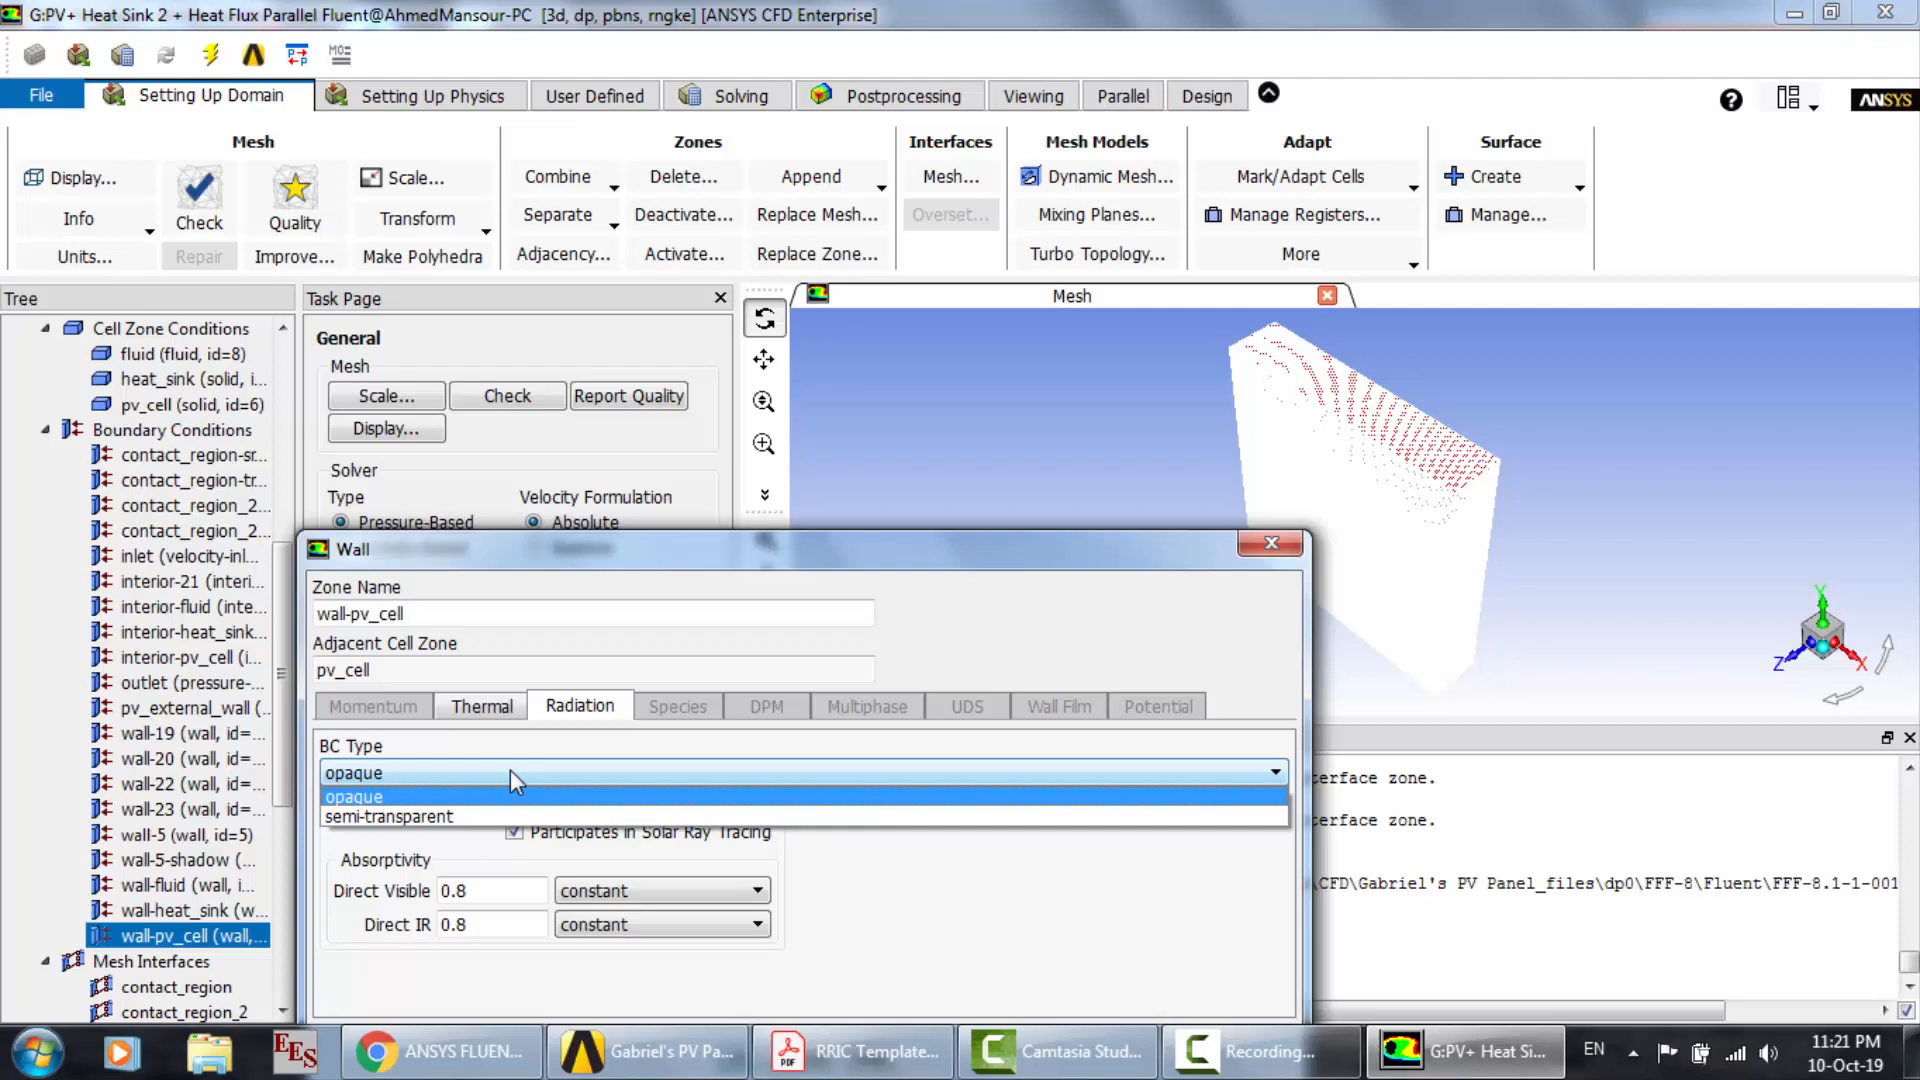 G:PV+ Heat Sink 2 + Heat Flux Parallel Fluent@AhmedMansour-PC [3d, dp, pbns, rngke] [ANSYS CFD Enterprise]
File
Setting Up Domain
Setting Up Physics
User Defined
Solving
Postprocessing
Viewing
Parallel
Design
ANSYS
Mesh
Zones
Interfaces
Mesh Models
Adapt
Surface
Display...
Check
Quality
Scale...
Combine
Delete...
Append
Mesh...
Dynamic Mesh...
Mark/Adapt Cells
Create
Info
Transform
Separate
Deactivate...
Replace Mesh...
Overset...
Mixing Planes...
Manage Registers...
Manage...
Units...
Repair
Improve...
Make Polyhedra
Adjacency...
Activate...
Replace Zone...
Turbo Topology...
More
Tree
Cell Zone Conditions
fluid (fluid, id=8)
heat_sink (solid, i...
pv_cell (solid, id=6)
Boundary Conditions
contact_region-sr...
contact_region-tr...
contact_region_2...
contact_region_2...
inlet (velocity-inl...
interior-21 (interi...
interior-fluid (inte...
interior-heat_sink...
interior-pv_cell (i...
outlet (pressure-...
pv_external_wall (...
wall-19 (wall, id=...
wall-20 (wall, id=...
wall-22 (wall, id=...
wall-23 (wall, id=...
wall-5 (wall, id=5)
wall-5-shadow (...
wall-fluid (wall, i...
wall-heat_sink (w...
wall-pv_cell (wall,...
Mesh Interfaces
contact_region
contact_region_2
Task Page
General
Mesh
Scale...
Check
Report Quality
Display...
Solver
Type
Velocity Formulation
Pressure-Based
Absolute
Mesh
Y
Z
X
Wall
Zone Name
wall-pv_cell
Adjacent Cell Zone
pv_cell
Momentum
Thermal
Radiation
Species
DPM
Multiphase
UDS
Wall Film
Potential
BC Type
opaque
opaque
semi-transparent
Participates in Solar Ray Tracing
Absorptivity
Direct Visible 0.8 constant
Direct IR 0.8 constant
erface zone.
erface zone.
\CFD\Gabriel's PV Panel_files\dp0\FFF-8\Fluent\FFF-8.1-1-001
EES
ANSYS FLUEN...
Gabriel's PV Pa...
PDF
RRIC Template...
Camtasia Stud...
Recording...
G:PV+ Heat Si...
EN
11:21 PM
10-Oct-19